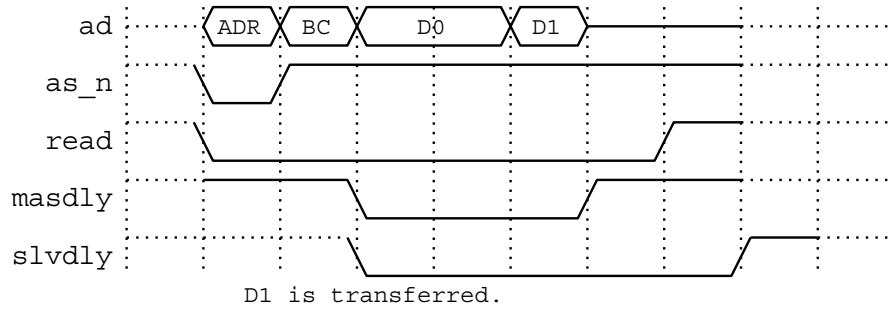 ad ADR BC D0 D1
as_n
read
masdly
slvdly
D1 is transferred.